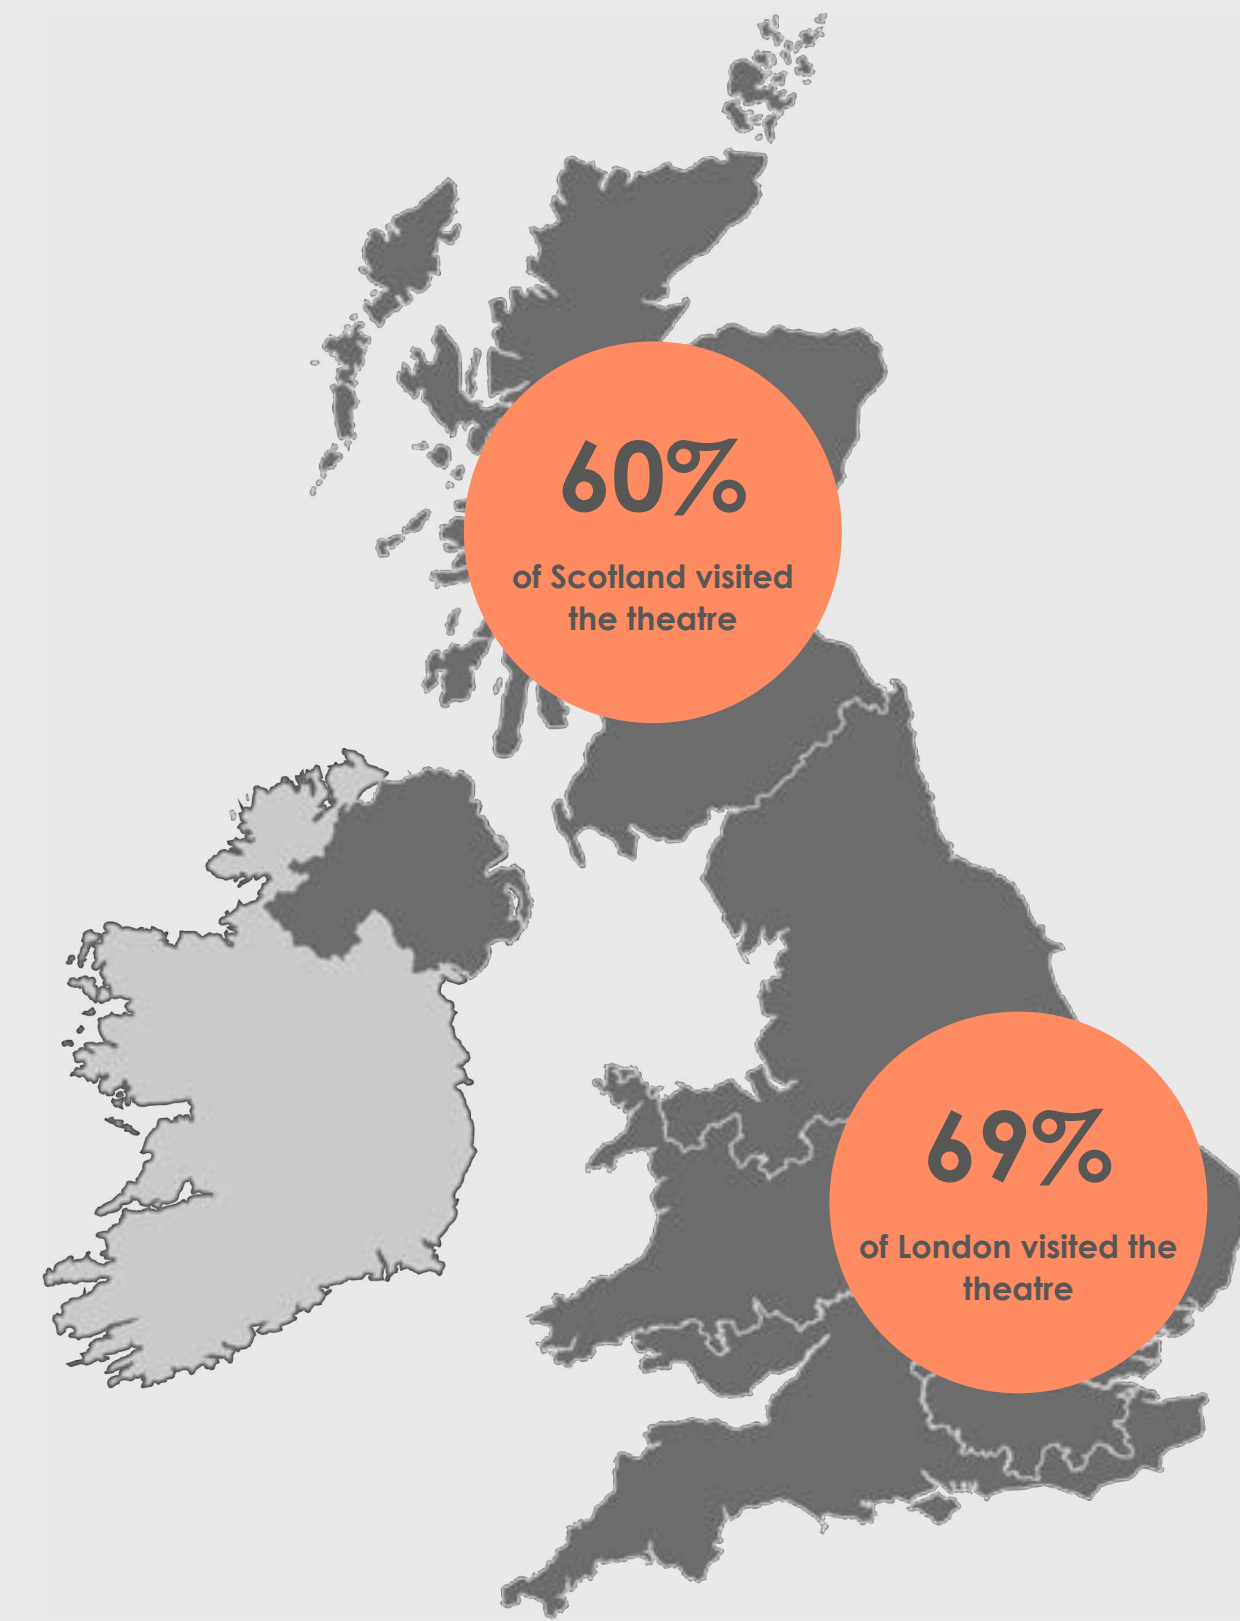 60%
of Scotland visited
the theatre
69%
of London visited the
theatre